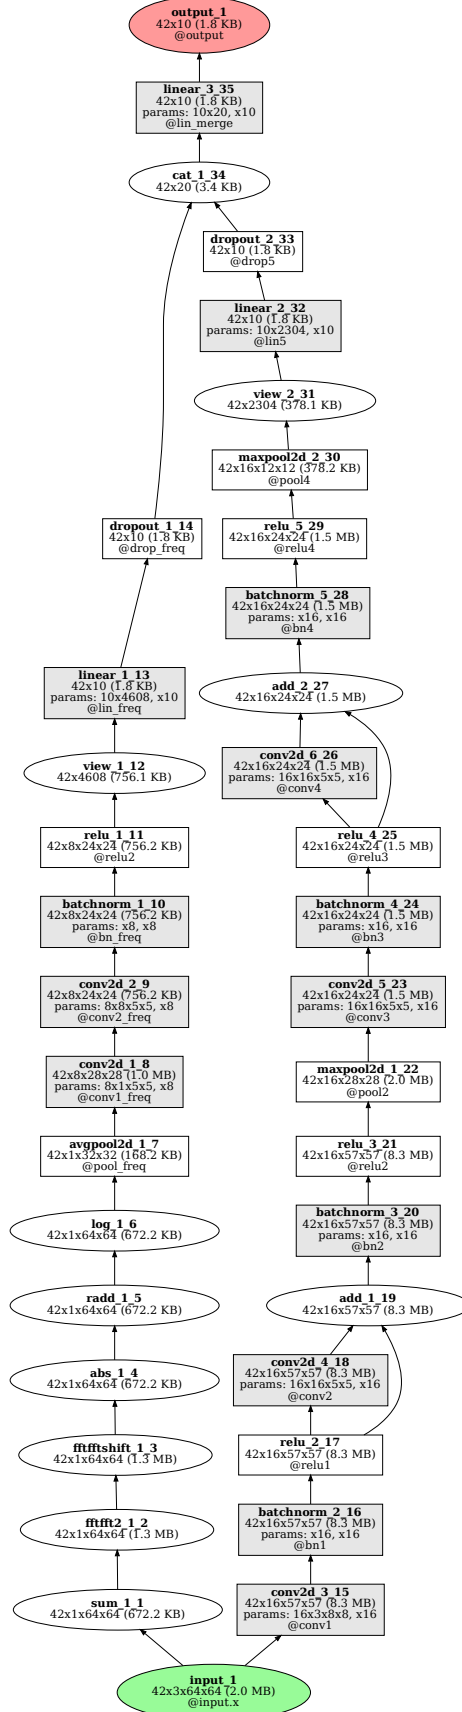 output_1
42x10 (1.8 KB)
@output
linear_3_35
42x10 (1.8 KB)
params: 10x20, x10
@lin_merge
cat_1_34
42x20 (3.4 KB)
dropout_2_33
42x10 (1.8 KB)
@drop5
linear_2_32
42x10 (1.8 KB)
params: 10x2304, x10
@lin5
view_2_31
42x2304 (378.1 KB)
maxpool2d_2_30
42x16x12x12 (378.2 KB)
@pool4
relu_5_29
42x16x24x24 (1.5 MB)
@relu4
dropout_1_14
42x10 (1.8 KB)
@drop_freq
batchnorm_5_28
42x16x24x24 (1.5 MB)
params: x16, x16
@bn4
linear_1_13
42x10 (1.8 KB)
params: 10x4608, x10
@lin_freq
add_2_27
42x16x24x24 (1.5 MB)
view_1_12
42x4608 (756.1 KB)
conv2d_6_26
42x16x24x24 (1.5 MB)
params: 16x16x5x5, x16
@conv4
relu_1_11
42x8x24x24 (756.2 KB)
@relu2
relu_4_25
42x16x24x24 (1.5 MB)
@relu3
batchnorm_1_10
42x8x24x24 (756.2 KB)
params: x8, x8
@bn_freq
batchnorm_4_24
42x16x24x24 (1.5 MB)
params: x16, x16
@bn3
conv2d_2_9
42x8x24x24 (756.2 KB)
params: 8x8x5x5, x8
@conv2_freq
conv2d_5_23
42x16x24x24 (1.5 MB)
params: 16x16x5x5, x16
@conv3
conv2d_1_8
42x8x28x28 (1.0 MB)
params: 8x1x5x5, x8
@conv1_freq
maxpool2d_1_22
42x16x28x28 (2.0 MB)
@pool2
avgpool2d_1_7
42x1x32x32 (168.2 KB)
@pool_freq
relu_3_21
42x16x57x57 (8.3 MB)
@relu2
log_1_6
42x1x64x64 (672.2 KB)
batchnorm_3_20
42x16x57x57 (8.3 MB)
params: x16, x16
@bn2
radd_1_5
42x1x64x64 (672.2 KB)
add_1_19
42x16x57x57 (8.3 MB)
abs_1_4
42x1x64x64 (672.2 KB)
conv2d_4_18
42x16x57x57 (8.3 MB)
params: 16x16x5x5, x16
@conv2
fftfftshift_1_3
42x1x64x64 (1.3 MB)
relu_2_17
42x16x57x57 (8.3 MB)
@relu1
fftfft2_1_2
42x1x64x64 (1.3 MB)
batchnorm_2_16
42x16x57x57 (8.3 MB)
params: x16, x16
@bn1
sum_1_1
42x1x64x64 (672.2 KB)
conv2d_3_15
42x16x57x57 (8.3 MB)
params: 16x3x8x8, x16
@conv1
input_1
42x3x64x64 (2.0 MB)
@input.x